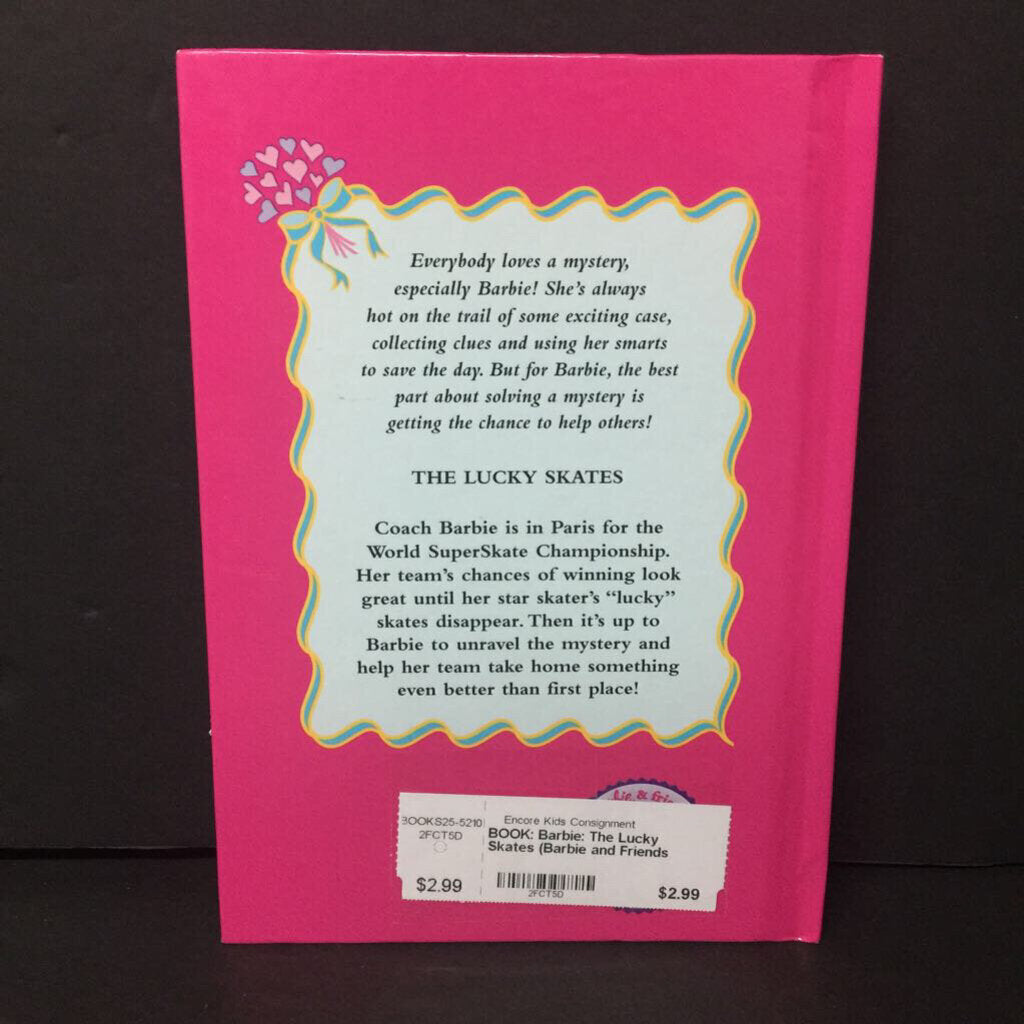 Everybody loves a mystery,
especially Barbie! She's always
hot on the trail of some exciting case,
collecting clues and using her smarts
to save the day. But for Barbie, the best
part about solving a mystery is
getting the chance to help others!
THE LUCKY SKATES
Coach Barbie is in Paris for the
World SuperSkate Championship.
Her team's chances of winning look
great until her star skater's “lucky”
skates disappear. Then it's up to
Barbie to unravel the mystery and
help her team take home something
even better than first place!
BOOKS25-5210
2FCT5D
$2.99
Encore Kids Consignment
BOOK: Barbie: The Lucky
Skates (Barbie and Friends
2FCT5D
$2.99